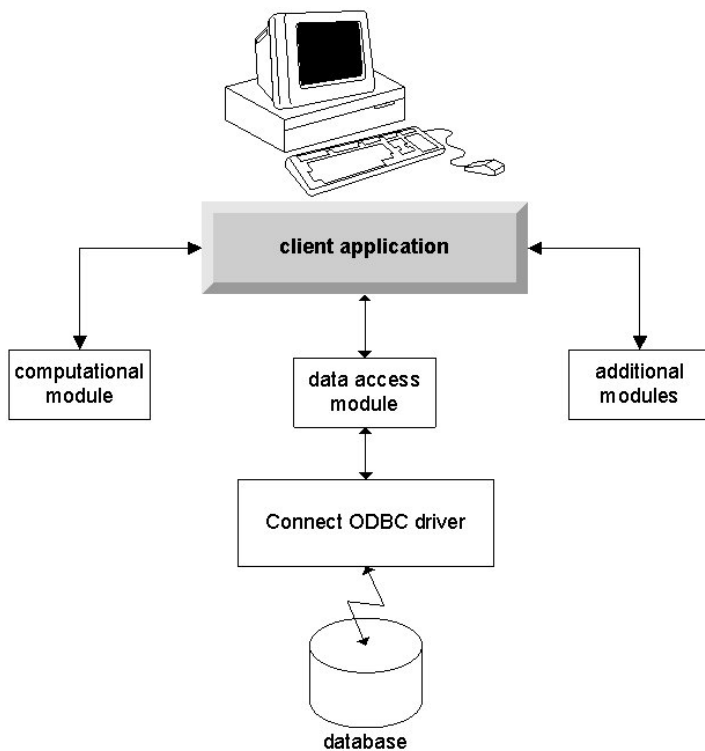 client application
computational
module
data access
module
additional
modules
Connect ODBC driver
database